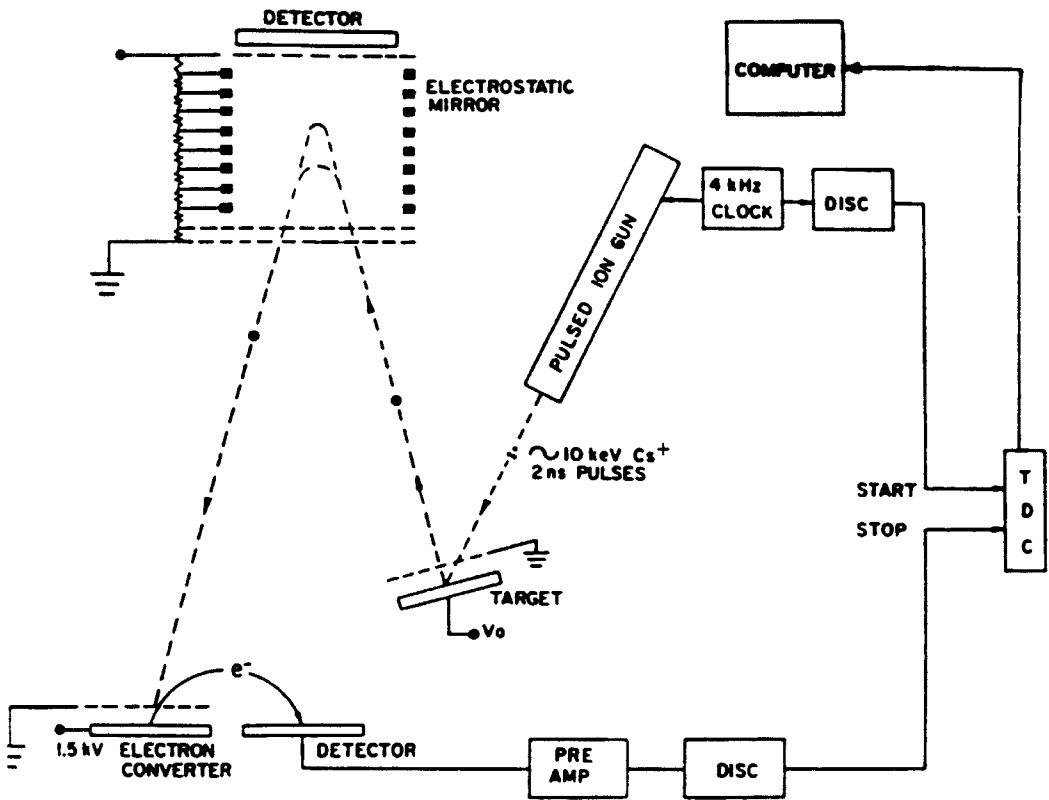 DETECTOR
ELECTROSTATIC
MIRROR
COMPUTER
4 kHz
CLOCK
DISC
PULSED ION GUN
~10 keV Cs+
2ns PULSES
START
STOP
T
D
C
TARGET
Va
e-
1.5 kV
ELECTRON
CONVERTER
DETECTOR
PRE
AMP
DISC